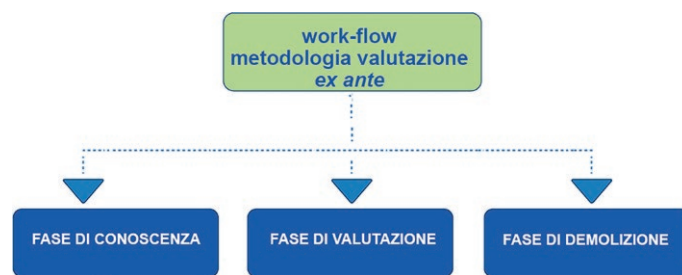 work-flow
metodologia valutazione
ex ante
FASE DI CONOSCENZA
FASE DI VALUTAZIONE
FASE DI DEMOLIZIONE